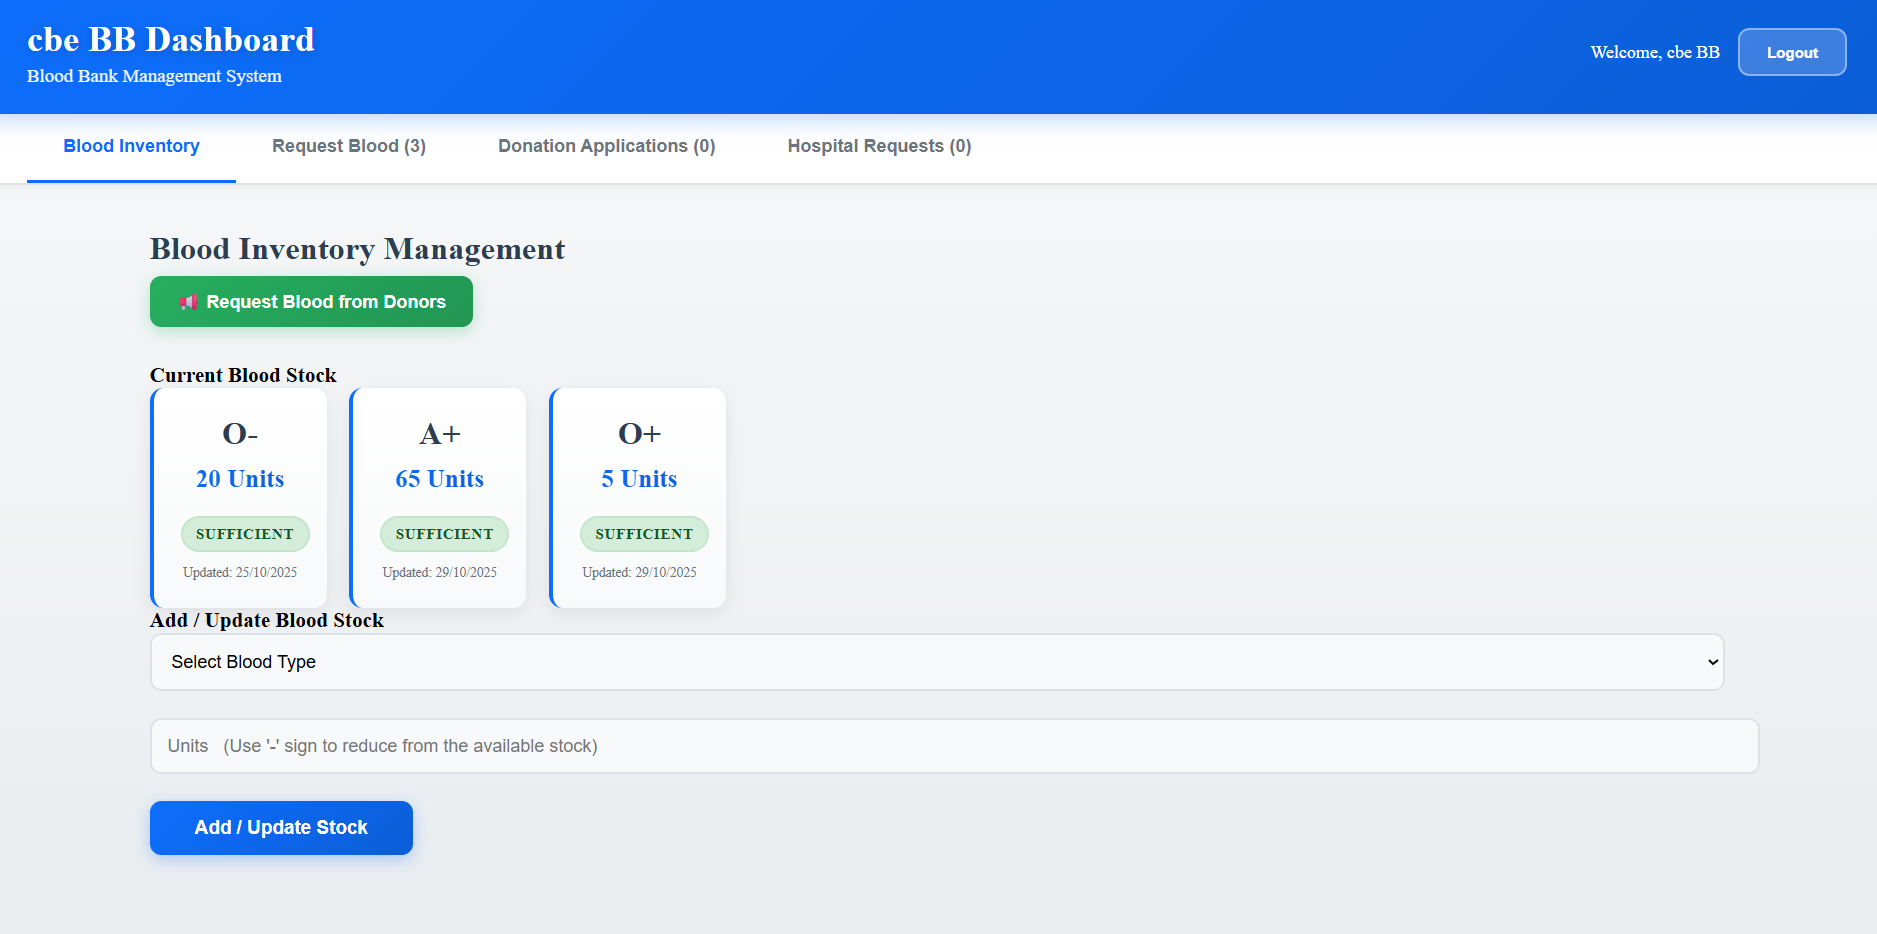 cbe BB Dashboard
Blood Bank Management System
Welcome, cbe BB
Logout
Blood Inventory
Request Blood (3)
Donation Applications (0)
Hospital Requests (0)
Blood Inventory Management
Request Blood from Donors
Current Blood Stock
O-
20 Units
SUFFICIENT
Updated: 25/10/2025
A+
65 Units
SUFFICIENT
Updated: 29/10/2025
O+
5 Units
SUFFICIENT
Updated: 29/10/2025
Add / Update Blood Stock
Select Blood Type
Units (Use '-' sign to reduce from the available stock)
Add / Update Stock